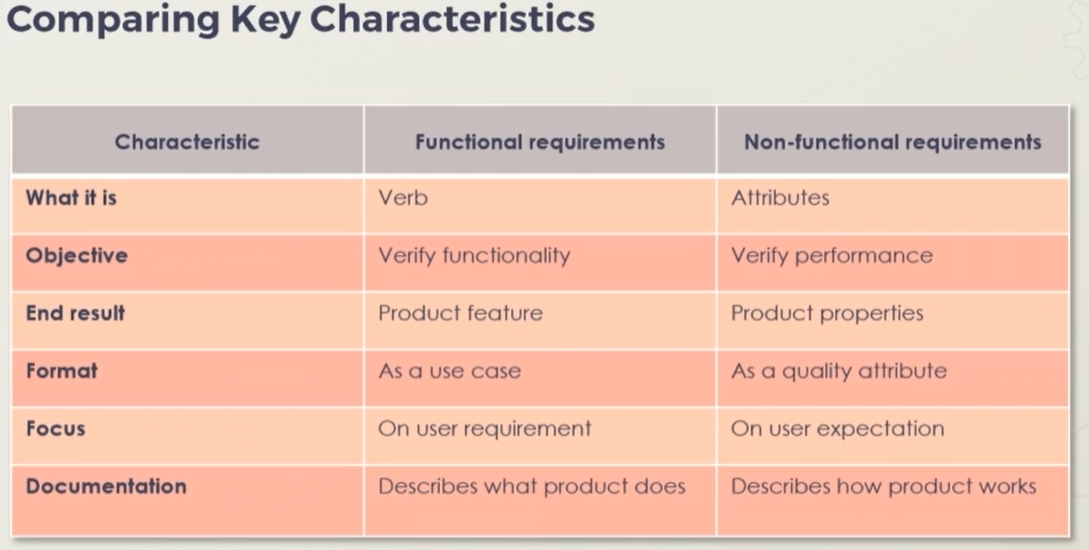 Comparing Key Characteristics
Characteristic Functional requirements Non-functional requirements
What it is Verb Attributes
Objective Verify functionality Verify performance
End result Product feature Product properties
Format As a use case As a quality attribute
Focus On user requirement On user expectation
Documentation Describes what product does Describes how product works